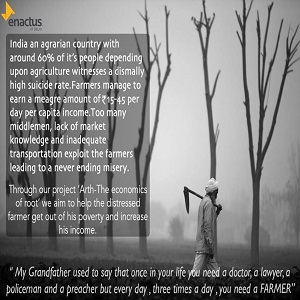 enactus
India an agrarian country with
around 60% of it's people depending
upon agriculture witnesses a dismally
high suicide rate.Farmers manage to
earn a meagre amount of ₹15-45 per
day per capita income.Too many
middlemen, lack of market
knowledge and inadequate
transportation exploit the farmers
leading to a never ending misery.
Through our project 'Arth-The economics
of root' we aim to help the distressed
farmer get out of his poverty and increase
his income.
" My Grandfather used to say that once in your life you need a doctor, a lawyer, a
policeman and a preacher but every day , three times a day , you need a FARMER"